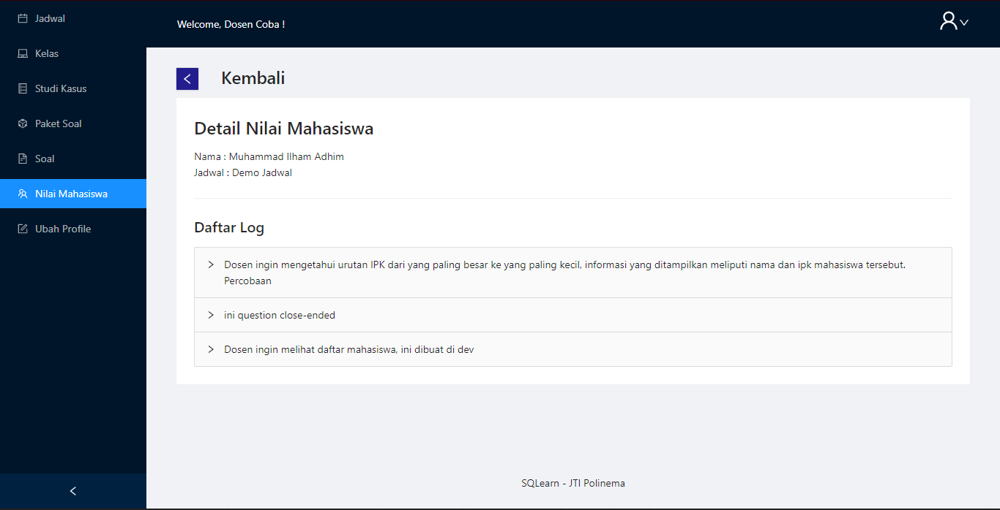 Jadwal
Kelas
Studi Kasus
Paket Soal
Soal
Nilai Mahasiswa
Ubah Profile
Welcome, Dosen Coba !
Kembali
Detail Nilai Mahasiswa
Nama : Muhammad Ilham Adhim
Jadwal : Demo Jadwal
Daftar Log
Dosen ingin mengetahui urutan IPK dari yang paling besar ke yang paling kecil, informasi yang ditampilkan meliputi nama dan ipk mahasiswa tersebut.
Percobaan
ini question close-ended
Dosen ingin melihat daftar mahasiswa, ini dibuat di dev
SQLearn - JTI Polinema